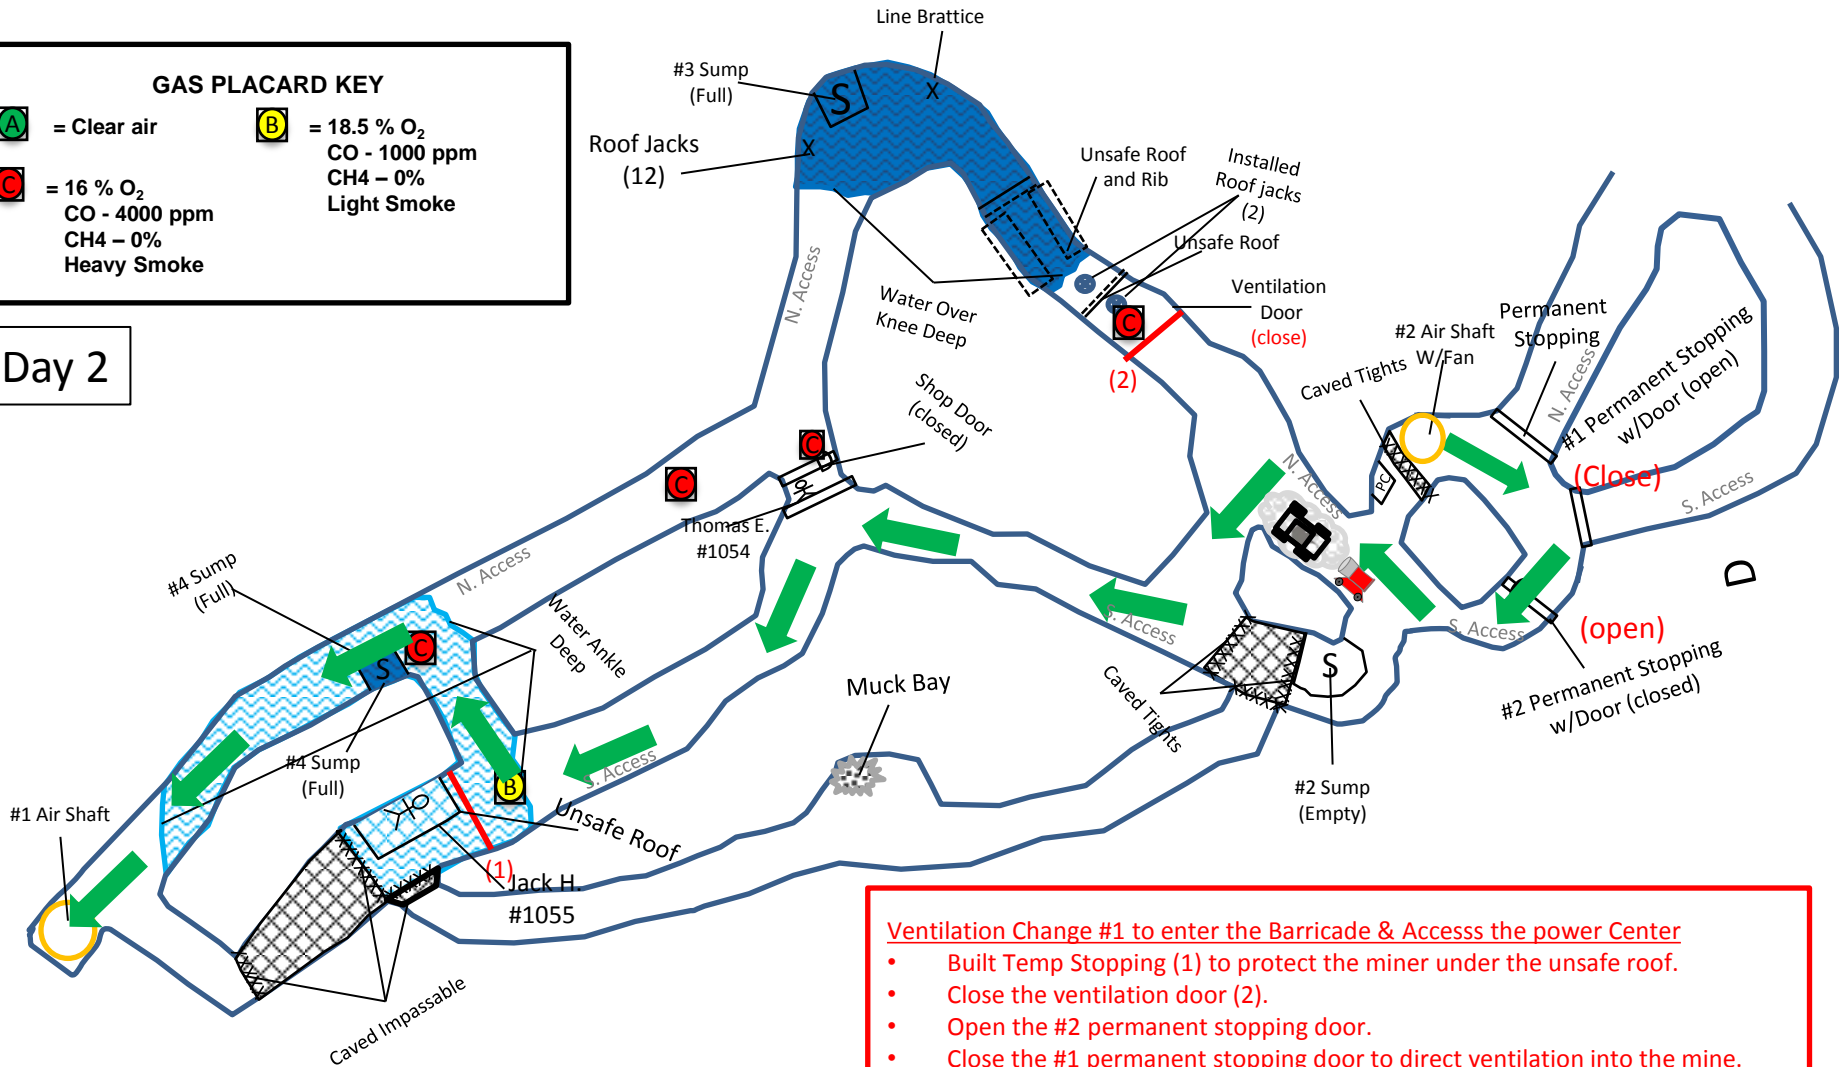 Line Brattice
GAS PLACARD KEY
A = Clear air
B = 18.5 % O2
CO - 1000 ppm
CH4 – 0%
Light Smoke
C = 16 % O2
CO - 4000 ppm
CH4 – 0%
Heavy Smoke
Day 2
#3 Sump
(Full)
S
X
X
Roof Jacks
(12)
Unsafe Roof
and Rib
Installed
Roof jacks
(2)
Unsafe Roof
Ventilation
Door
(close)
C
(2)
N. Access
Water Over
Knee Deep
Shop Door
(closed)
C
C
OK
Thomas E.
#1054
Permanent
Stopping
#2 Air Shaft
W/Fan
Caved Tights
N. Access
#1 Permanent Stopping
w/Door (open)
(Close)
S. Access
PC
N. Access
D
(open)
S. Access
#2 Permanent Stopping
w/Door (closed)
S. Access
Caved Tights
S
#2 Sump
(Empty)
Muck Bay
#4 Sump
(Full)
N. Access
Water Ankle
Deep
C
S
#4 Sump
(Full)
B
S. Access
Unsafe Roof
(1)
Jack H.
#1055
#1 Air Shaft
Caved Impassable
Ventilation Change #1 to enter the Barricade & Accesss the power Center
• Built Temp Stopping (1) to protect the miner under the unsafe roof.
• Close the ventilation door (2).
• Open the #2 permanent stopping door.
• Close the #1 permanent stopping door to direct ventilation into the mine.